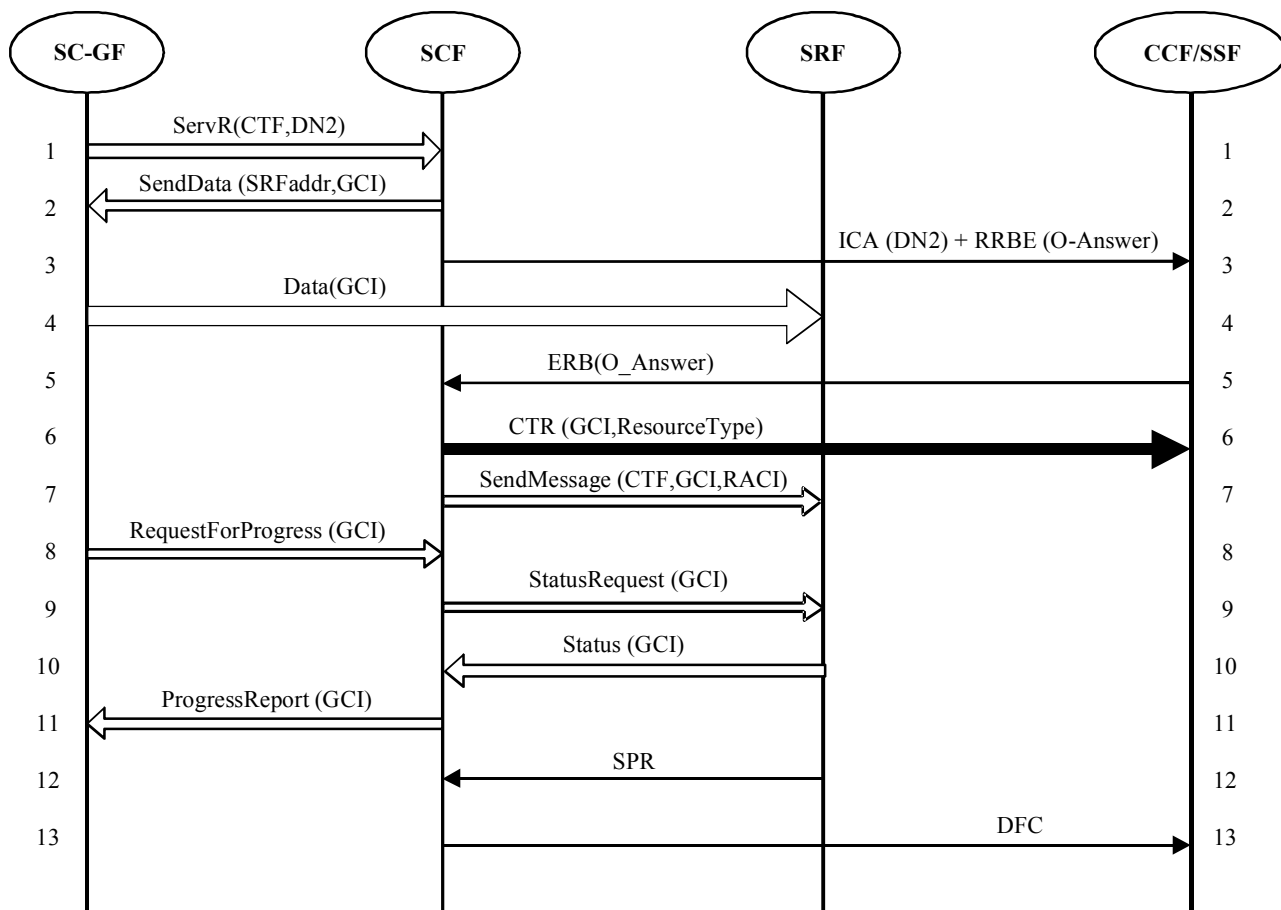 SC-GF SCF SRF CCF/SSF
ServR(CTF,DN2)
1 1
SendData (SRFaddr,GCI)
2 2
ICA (DN2) + RRBE (O-Answer)
3 3
Data(GCI)
4 4
ERB(O_Answer)
5 5
CTR (GCI,ResourceType)
6 6
SendMessage (CTF,GCI,RACI)
7 7
RequestForProgress (GCI)
8 8
StatusRequest (GCI)
9 9
Status (GCI)
10 10
ProgressReport (GCI)
11 11
SPR
12 12
DFC
13 13